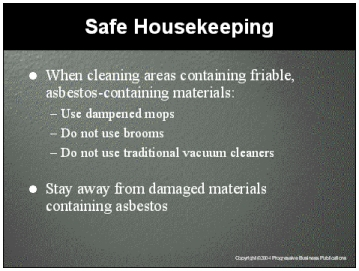 Safe Housekeeping
● When cleaning areas containing friable,
asbestos-containing materials:
– Use dampened mops
– Do not use brooms
– Do not use traditional vacuum cleaners
● Stay away from damaged materials
containing asbestos
Copyright ©2004 Progressive Business Publications